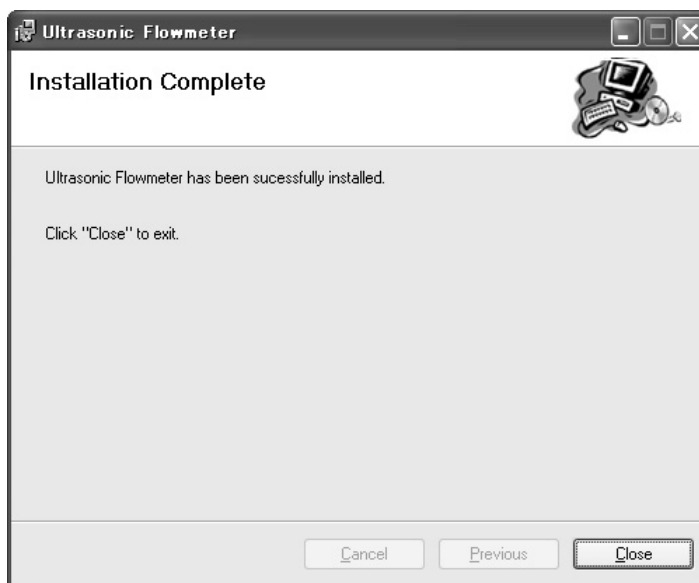 Ultrasonic Flowmeter
Installation Complete
Ultrasonic Flowmeter has been sucessfully installed.
Click "Close" to exit.
Cancel
Previous
Close